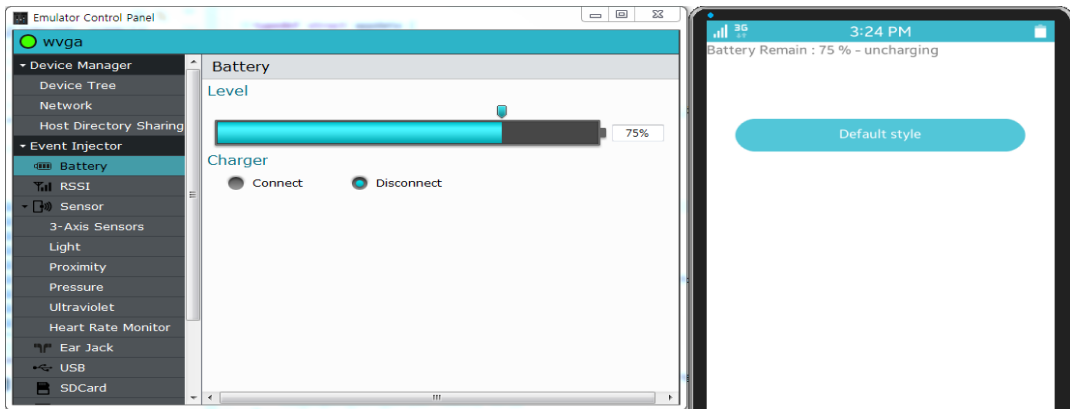 Emulator Control Panel
wvga
Device Manager
Device Tree
Network
Host Directory Sharing
Event Injector
Battery
RSSI
Sensor
3-Axis Sensors
Light
Proximity
Pressure
Ultraviolet
Heart Rate Monitor
Ear Jack
USB
SDCard
Battery
Level
75%
Charger
Connect Disconnect
3G 3:24 PM
Battery Remain : 75 % - uncharging
Default style